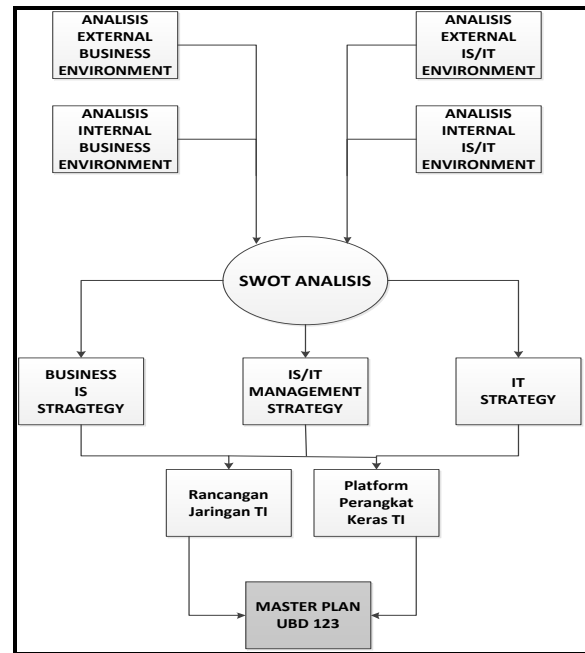 ANALISIS
EXTERNAL
BUSINESS
ENVIRONMENT
ANALISIS
EXTERNAL
IS/IT
ENVIRONMENT
ANALISIS
INTERNAL
BUSINESS
ENVIRONMENT
ANALISIS
INTERNAL
IS/IT
ENVIRONMENT
SWOT ANALISIS
BUSINESS
IS
STRAGTEGY
IS/IT
MANAGEMENT
STRATEGY
IT
STRATEGY
Rancangan
Jaringan TI
Platform
Perangkat
Keras TI
MASTER PLAN
UBD 123